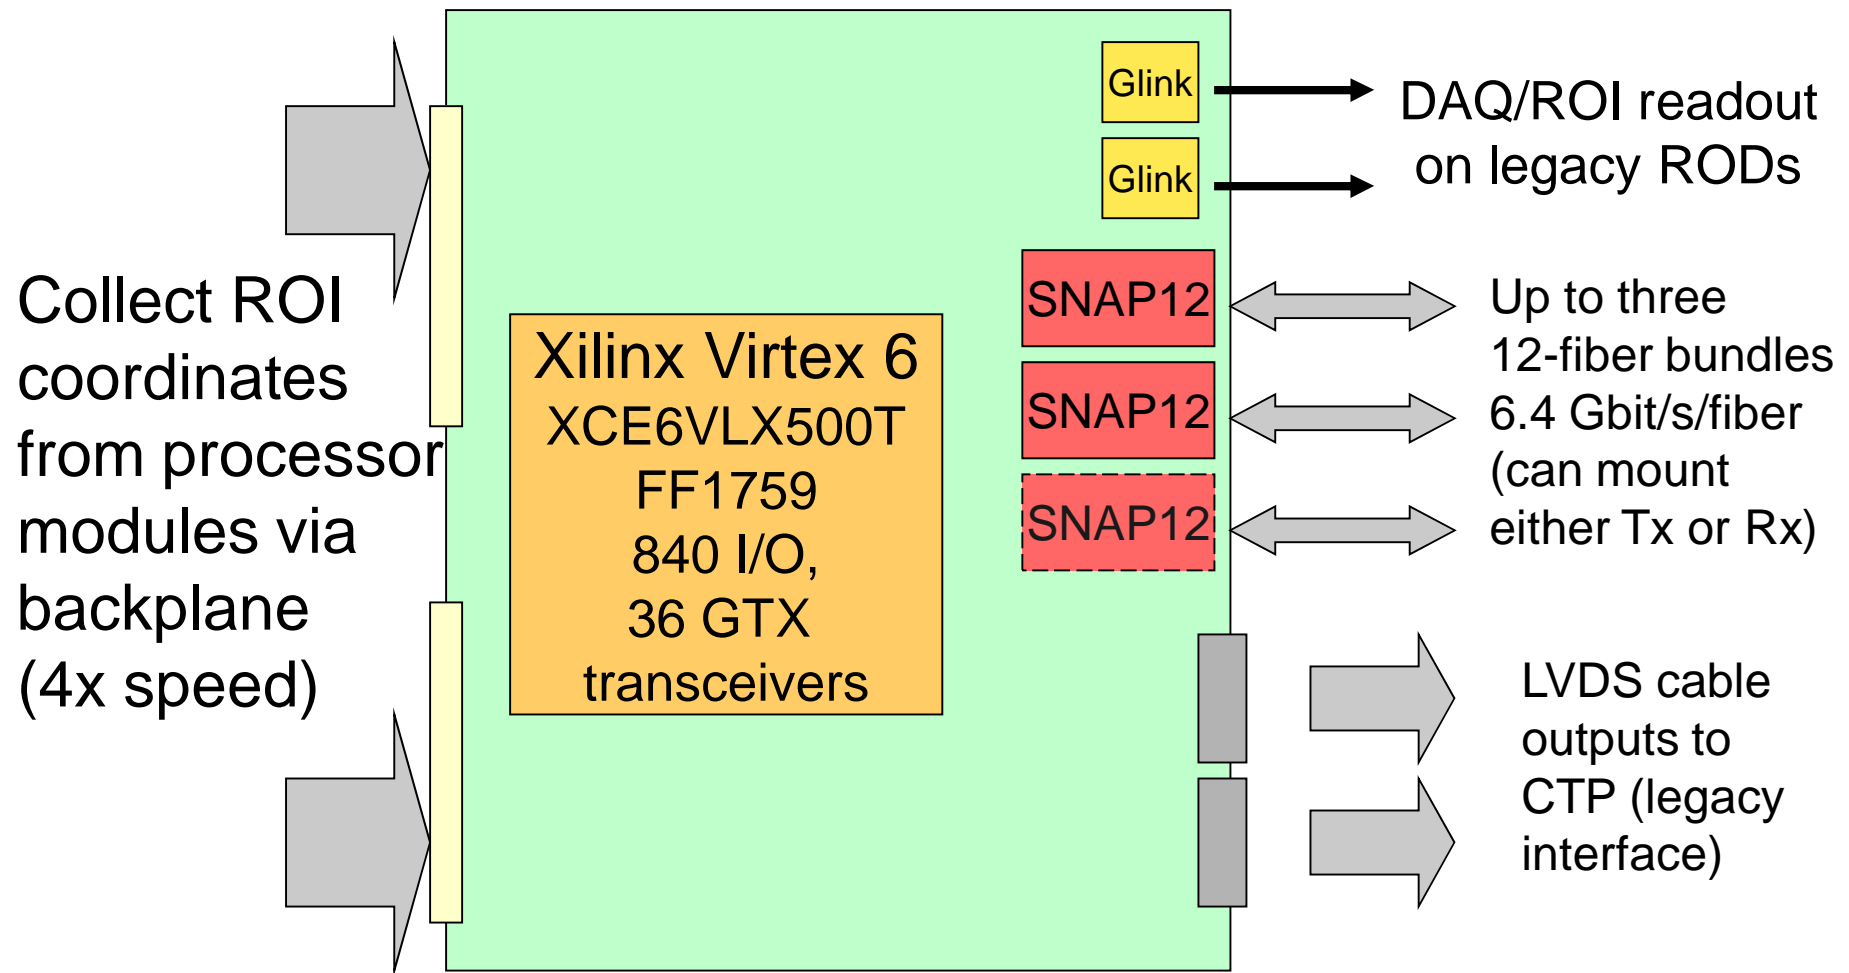 Collect ROI
coordinates
from processor
modules via
backplane
(4x speed)
Xilinx Virtex 6
XCE6VLX500T
FF1759
840 I/O,
36 GTX
transceivers
Glink
Glink
SNAP12
SNAP12
SNAP12
DAQ/ROI readout
on legacy RODs
Up to three
12-fiber bundles
6.4 Gbit/s/fiber
(can mount
either Tx or Rx)
LVDS cable
outputs to
CTP (legacy
interface)